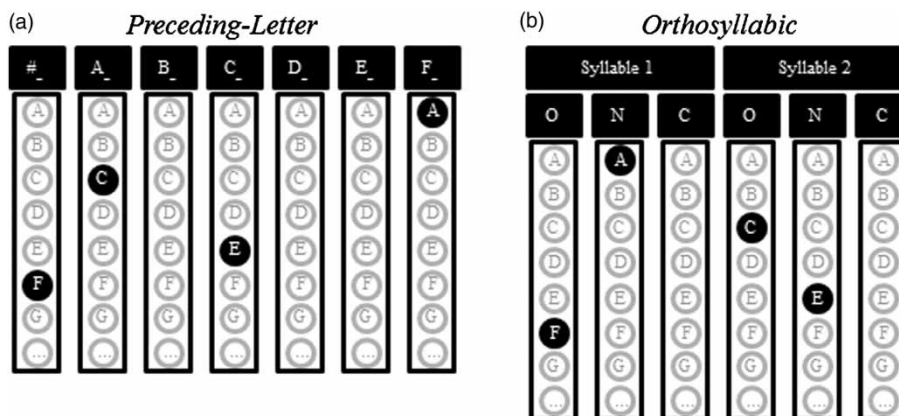 (a) Preceding-Letter
#_ A_ B_ C_ D_ E_ F_
A A A A A A A
B B B B B B B
C C C C C C C
D D D D D D D
E E E E E E E
F F F F F F F
G G G G G G G
... ... ... ... ... ... ...
(b) Orthosyllabic
Syllable 1 Syllable 2
O N C O N C
A A A A A A
B B B B B B
C C C C C C
D D D D D D
E E E E E E
F F F F F F
G G G G G G
... ... ... ... ... ...